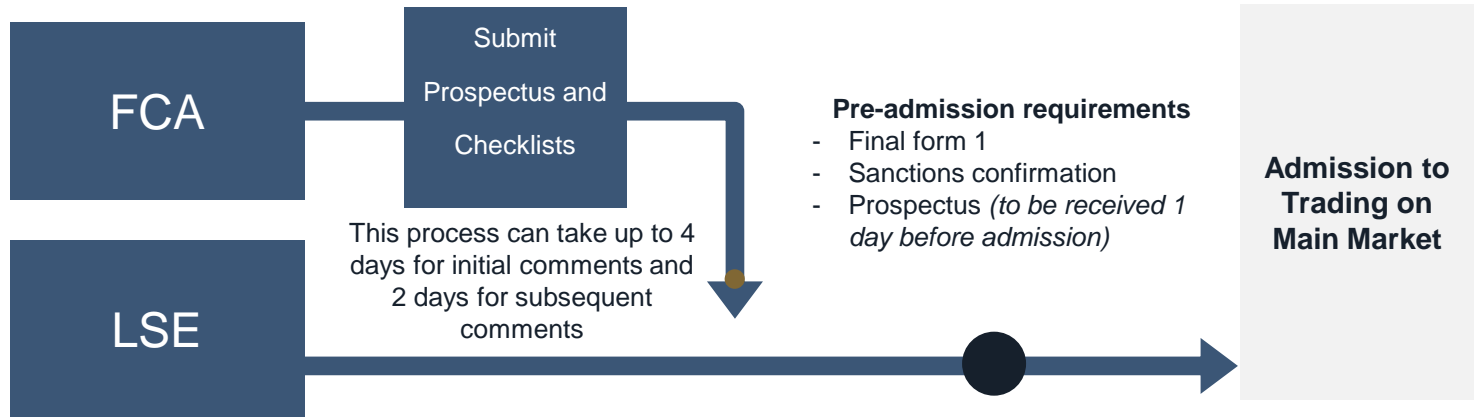 FCA
Submit
Prospectus and
Checklists
This process can take up to 4
days for initial comments and
2 days for subsequent
comments
LSE
Pre-admission requirements
- Final form 1
- Sanctions confirmation
- Prospectus (to be received 1
day before admission)
Admission to
Trading on
Main Market